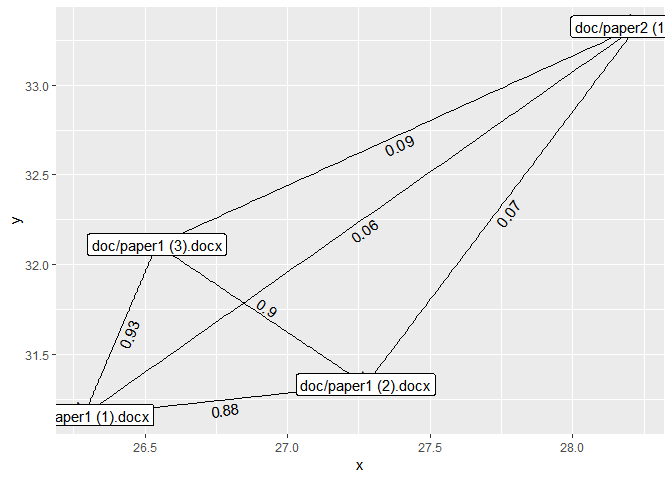 doc/paper2 (1
33.0
0.09
32.5
0.07
y
0.06
doc/paper1 (3).docx
32.0
0.9
0.93
31.5
doc/paper1 (2).docx
0.88
aper1 (1).docx
26.5 27.0 27.5 28.0
x